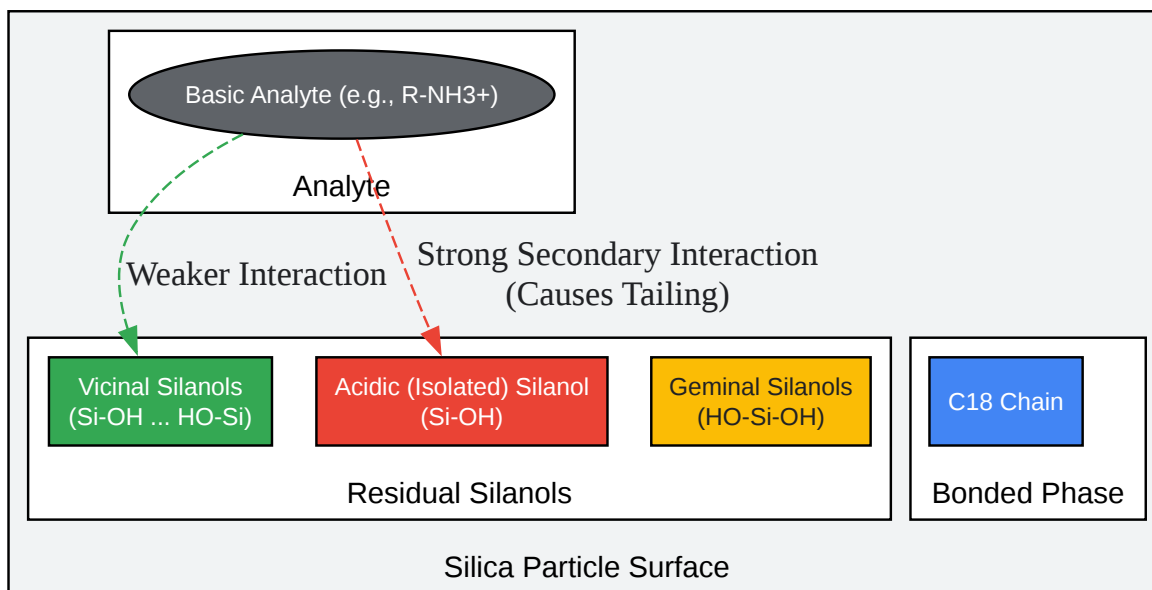 Basic Analyte (e.g., R-NH3+)
Analyte
Weaker Interaction
Strong Secondary Interaction
(Causes Tailing)
Vicinal Silanols
(Si-OH ... HO-Si)
Acidic (Isolated) Silanol
(Si-OH)
Geminal Silanols
(HO-Si-OH)
C18 Chain
Residual Silanols
Bonded Phase
Silica Particle Surface